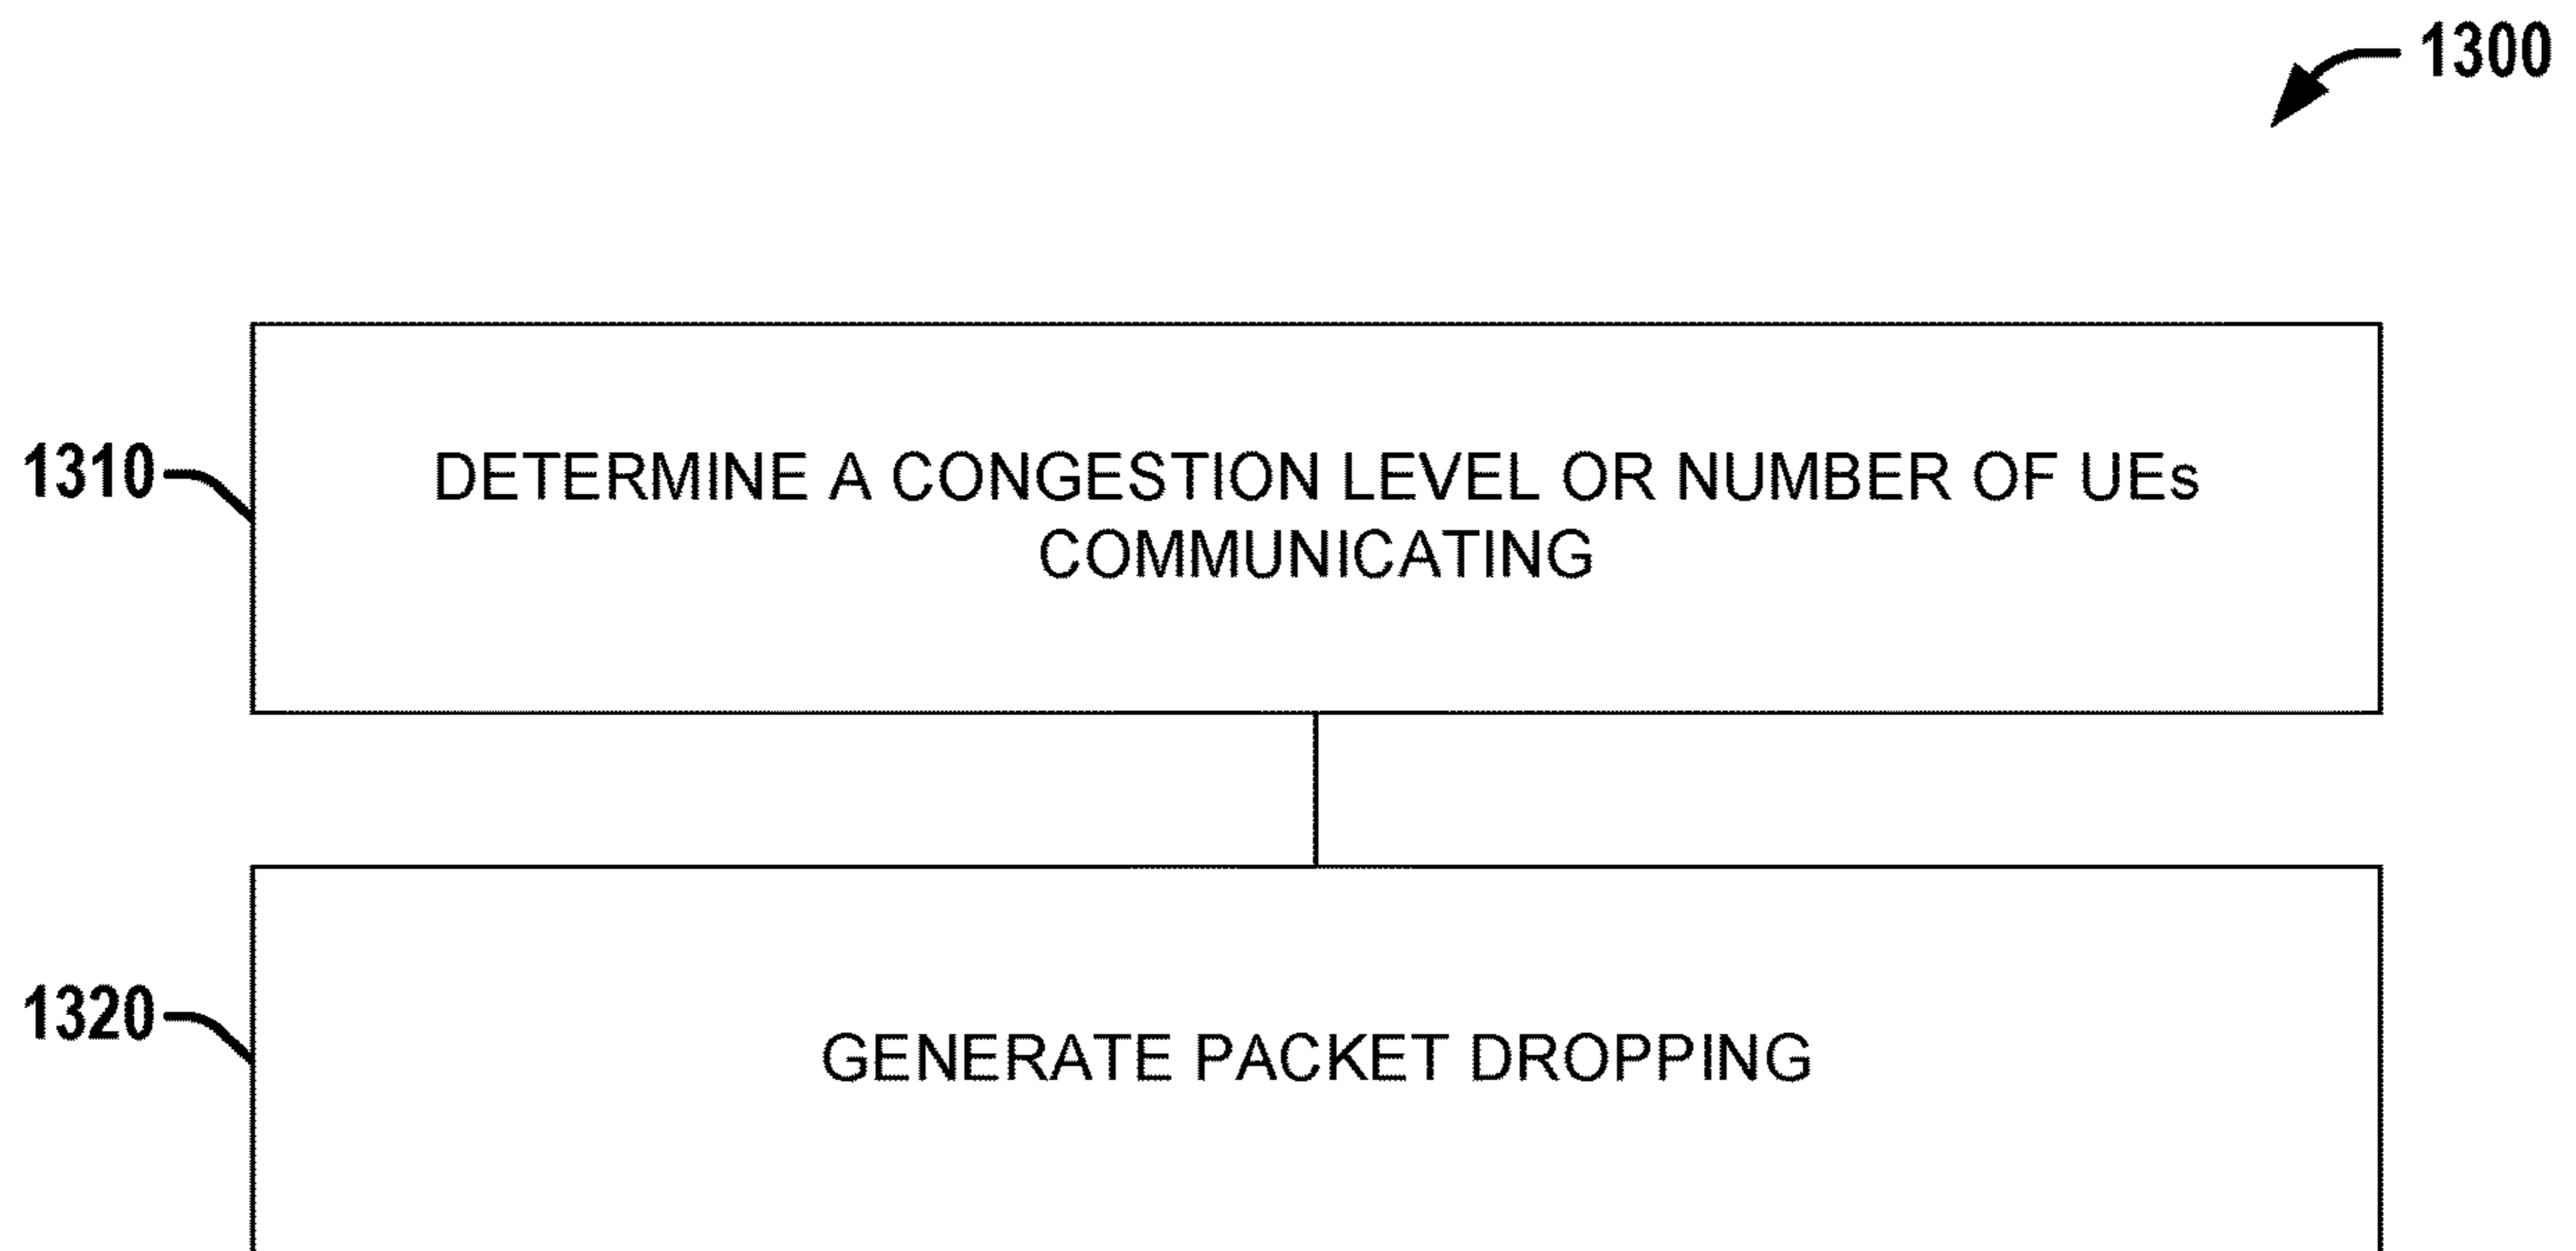 1300
1310
DETERMINE A CONGESTION LEVEL OR NUMBER OF UEs
COMMUNICATING
1320
GENERATE PACKET DROPPING